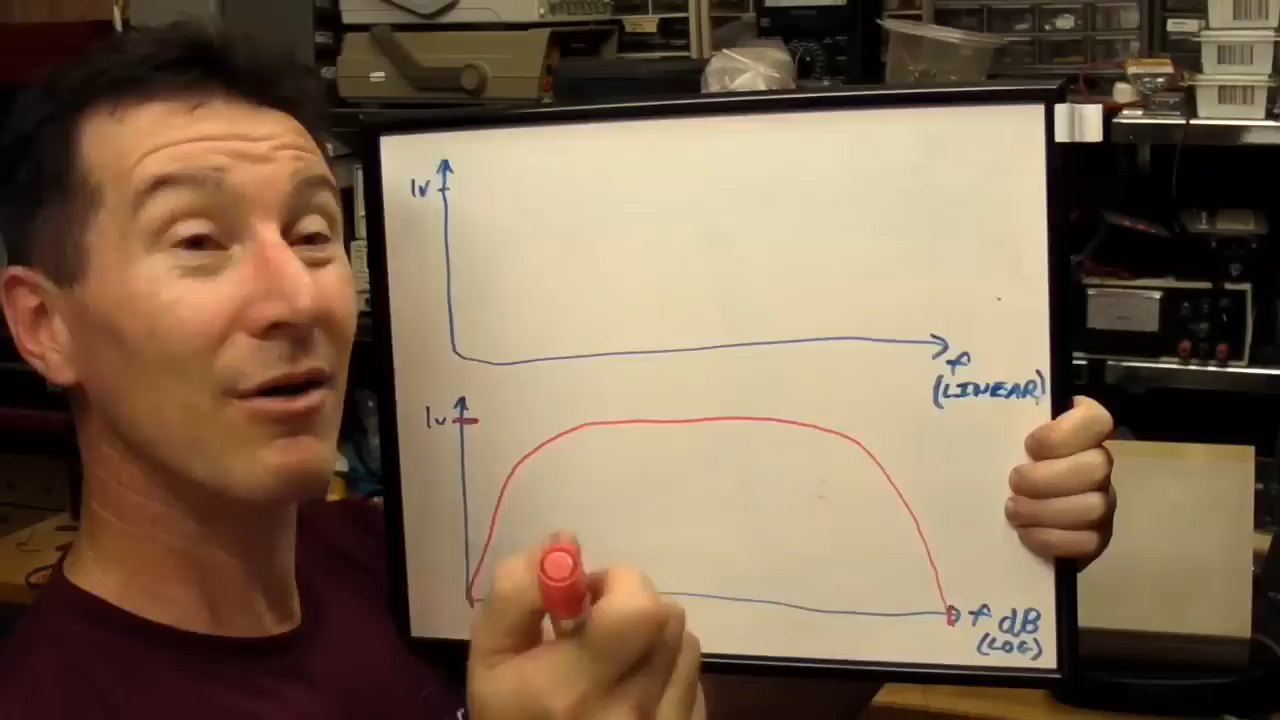 1v
f
(LINEAR)
1v
f dB
(LOG)